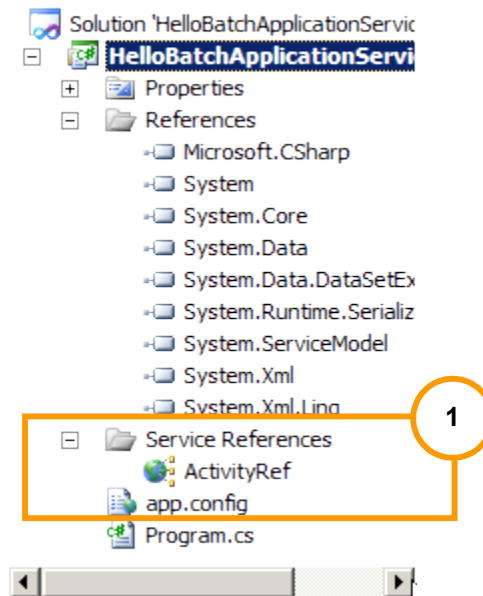 Solution 'HelloBatchApplicationServic
HelloBatchApplicationServi
Properties
References
Microsoft.CSharp
System
System.Core
System.Data
System.Data.DataSetEx
System.Runtime.Serializ
System.ServiceModel
System.Xml
System.Xml.Linq
1
Service References
ActivityRef
app.config
Program.cs